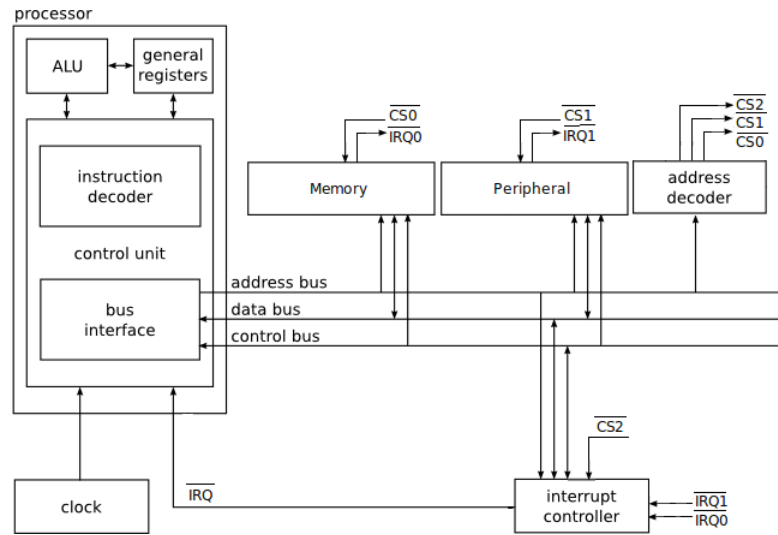 processor
ALU
general
registers
instruction
decoder
control unit
bus
interface
address bus
data bus
control bus
CS0
IRQ0
Memory
CS1
IRQ1
Peripheral
CS2
CS1
CS0
address
decoder
clock
IRQ
CS2
interrupt
controller
IRQ1
IRQ0